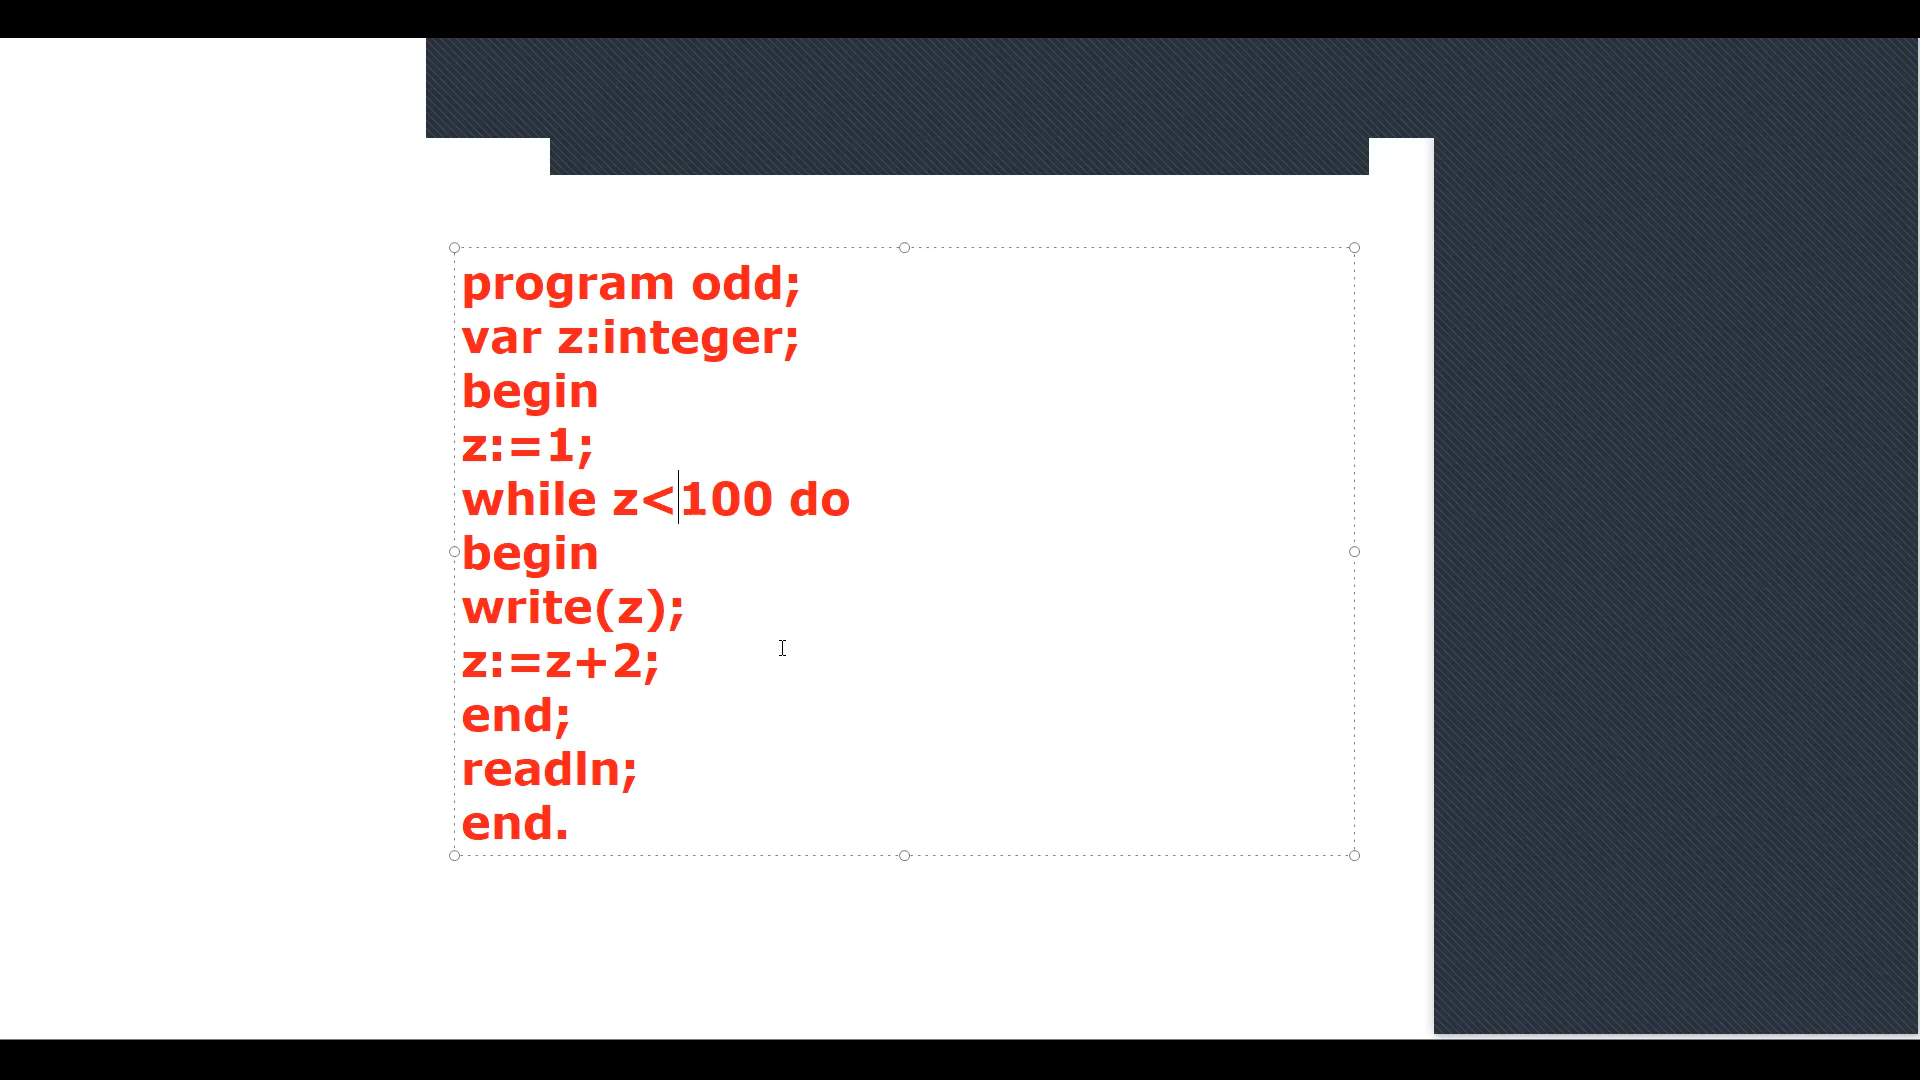 program odd;
var z:integer;
begin
z:=1;
while z<100 do
begin
write(z);
z:=z+2;
end;
readln;
end.